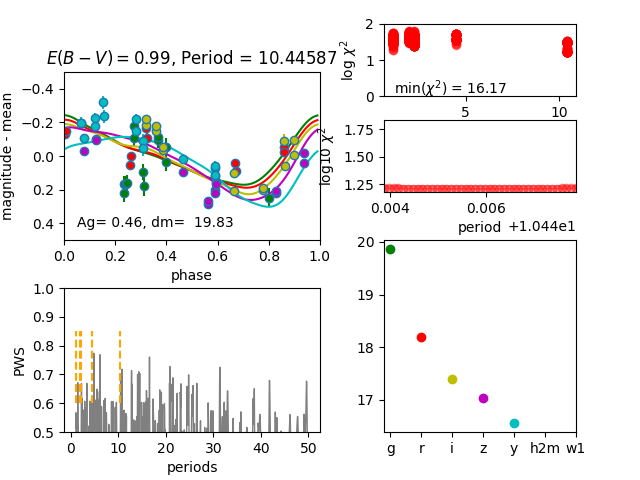 E(B − V) = 0.99, Period = 10.44587
magnitude - mean
−0.4
−0.2
0.0
0.2
0.4
Ag= 0.46, dm=  19.83
0.0 0.2 0.4 0.6 0.8 1.0
phase
log χ²
2
1
0
min(χ²) = 16.17
5 10
log10 χ²
1.75
1.50
1.25
0.004 0.006
period +1.044e1
PWS
1.0
0.9
0.8
0.7
0.6
0.5
0 10 20 30 40 50
periods
20
19
18
17
g r i z y h2m w1